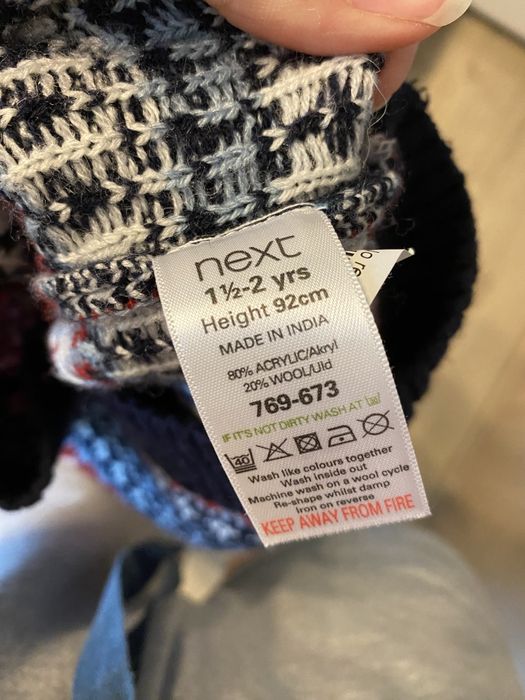 next
1½-2 yrs
Height 92cm
MADE IN INDIA
80% ACRYLIC/Akryl
20% WOOL/Uld
769-673
IF IT'S NOT DIRTY WASH AT 30
40
Wash like colours together
Wash inside out
Machine wash on a wool cycle
Re-shape whilst damp
Iron on reverse
KEEP AWAY FROM FIRE